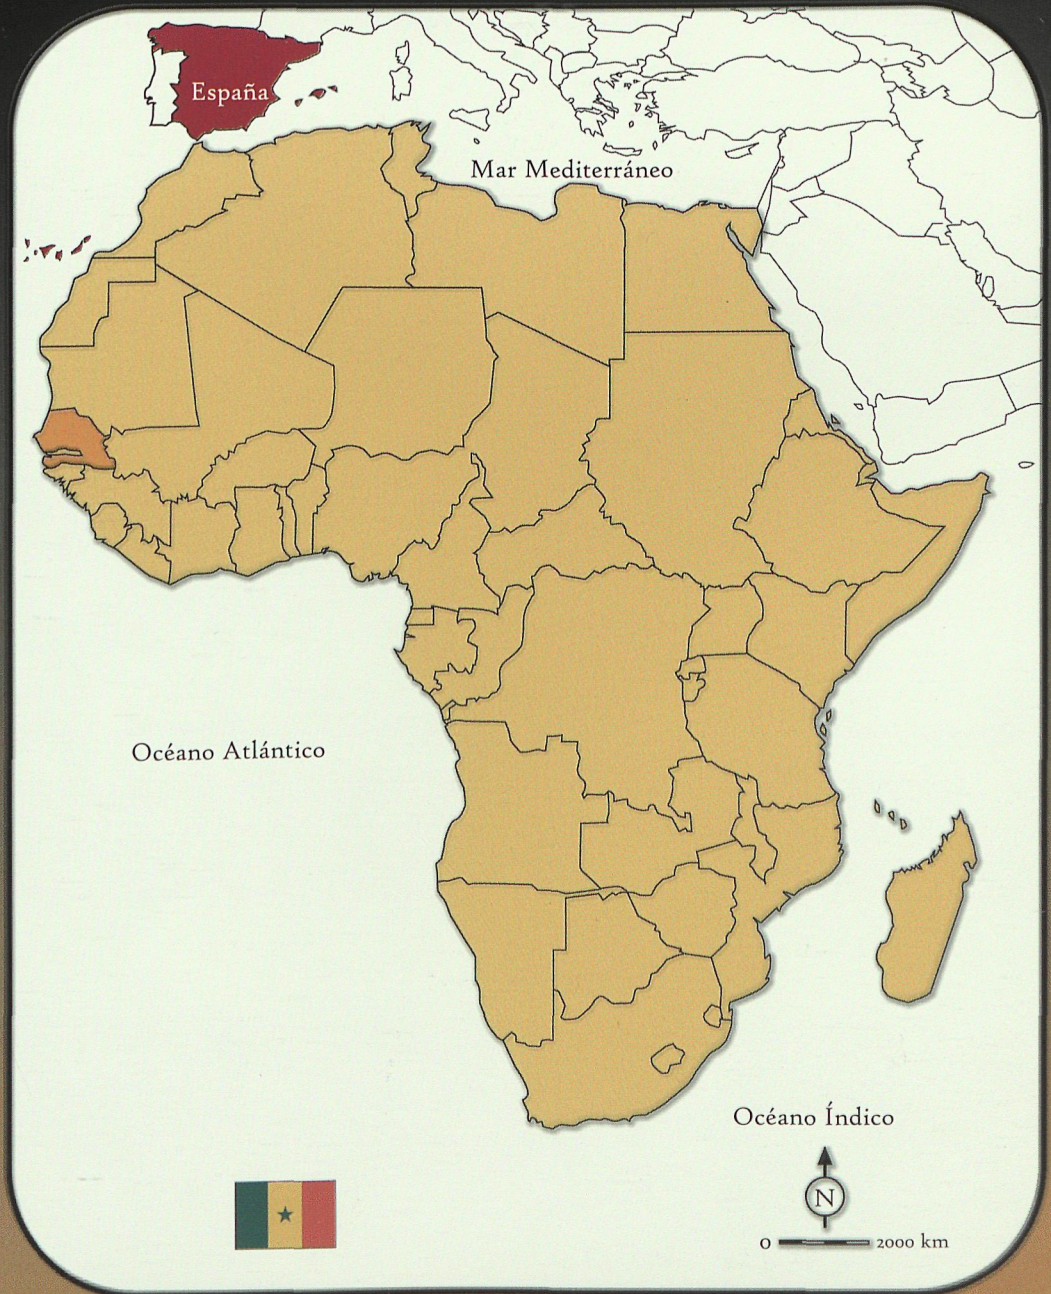 España
Mar Mediterráneo
Océano Atlántico
Océano Índico
N
0 2000 km